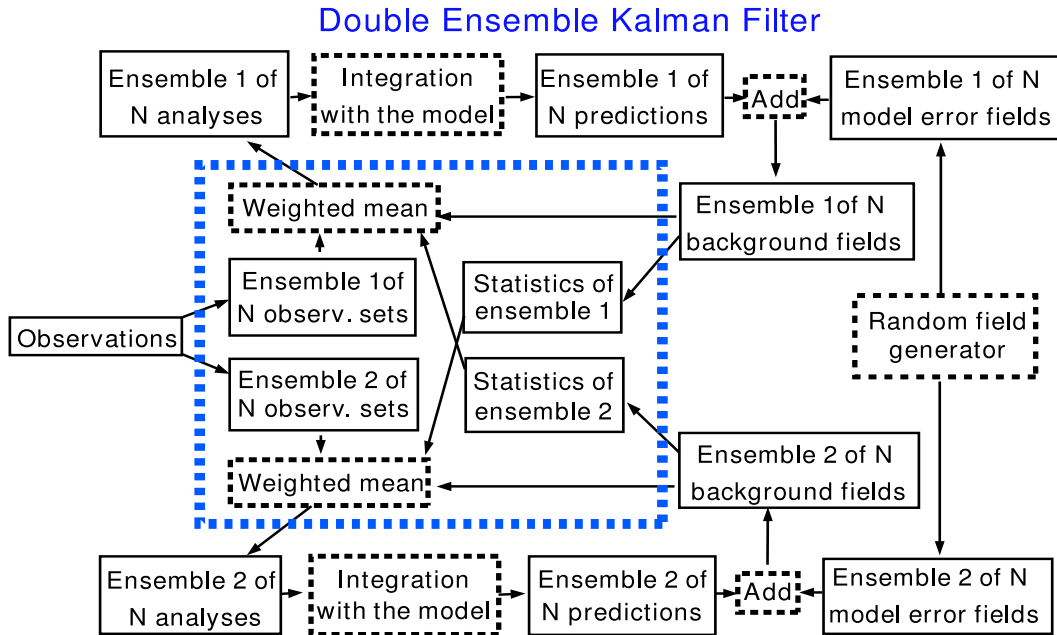 Double Ensemble Kalman Filter
Ensemble 1 of
N analyses
Integration
with the model
Ensemble 1 of
N predictions
Add
Ensemble 1 of N
model error fields
Weighted mean
Ensemble 1of N
background fields
Ensemble 1of
N observ. sets
Statistics of
ensemble 1
Observations
Random field
generator
Ensemble 2 of
N observ. sets
Statistics of
ensemble 2
Weighted mean
Ensemble 2 of N
background fields
Ensemble 2 of
N analyses
Integration
with the model
Ensemble 2 of
N predictions
Add
Ensemble 2 of N
model error fields